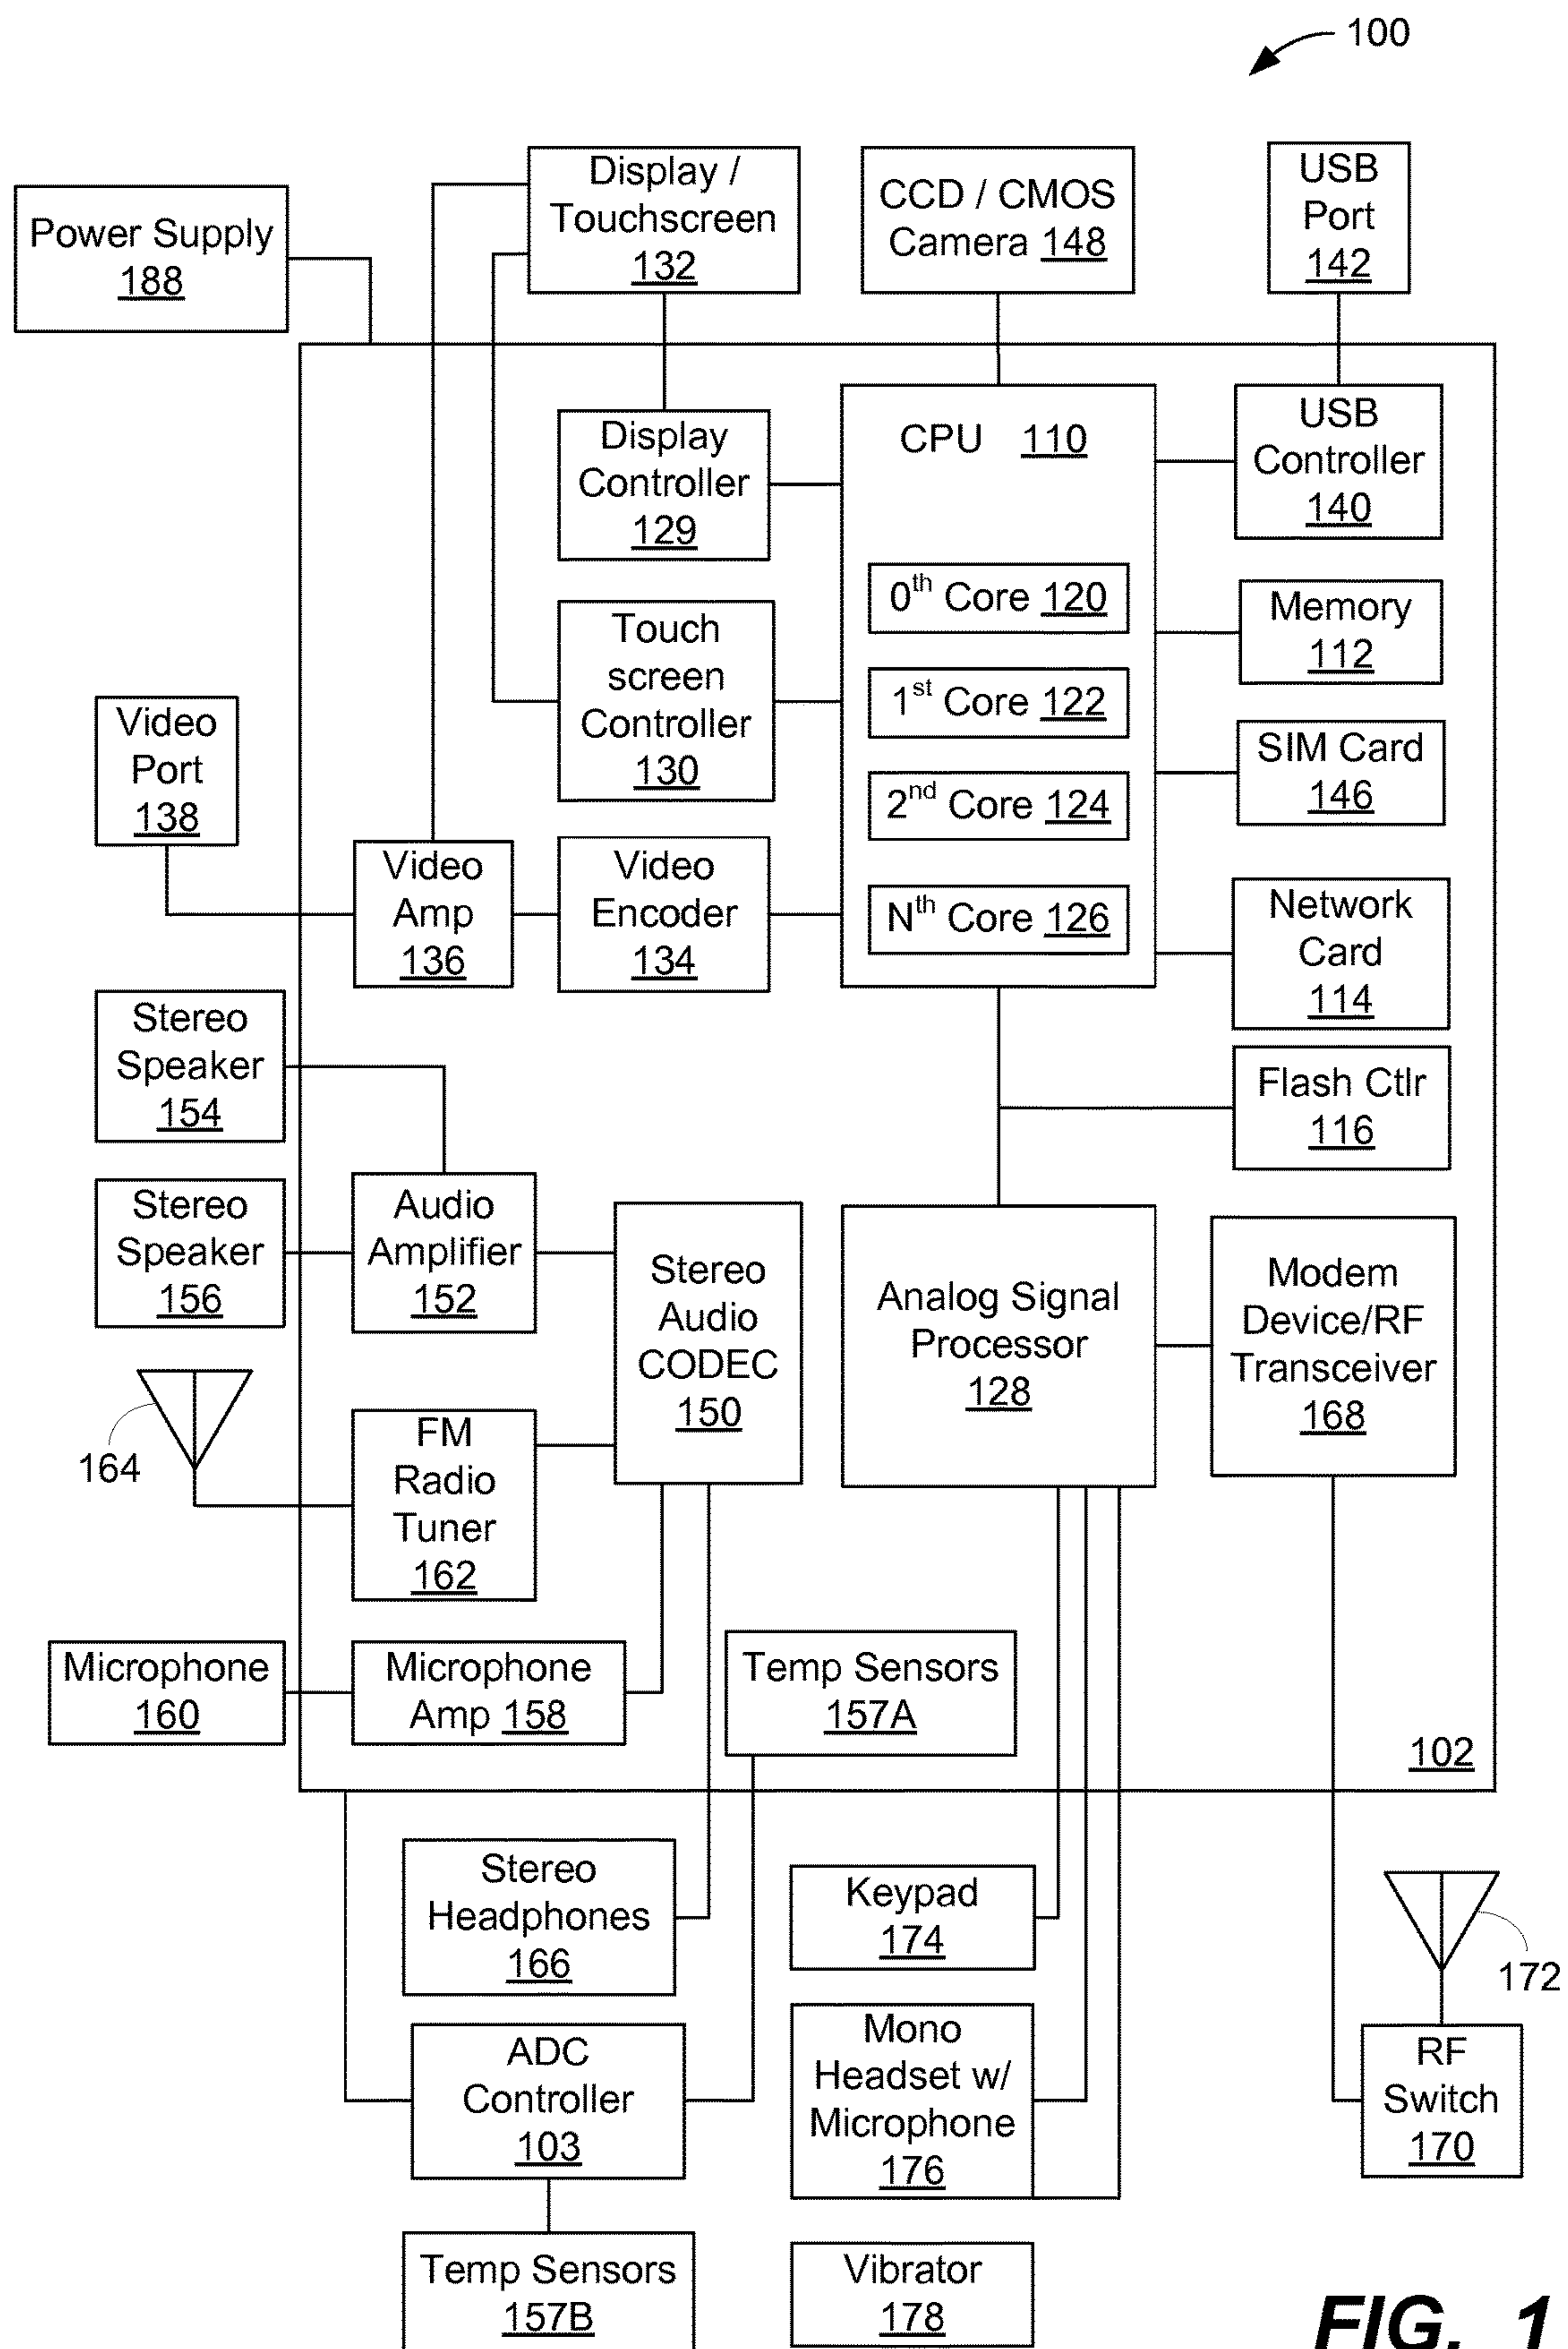 100
Display /
Touchscreen
132
CCD / CMOS
Camera 148
USB
Port
142
Power Supply
188
Display
Controller
129
CPU 110
USB
Controller
140
0th Core 120
1st Core 122
2nd Core 124
Nth Core 126
Touch
screen
Controller
130
Memory
112
SIM Card
146
Video
Port
138
Video
Amp
136
Video
Encoder
134
Network
Card
114
Stereo
Speaker
154
Flash Ctlr
116
Stereo
Speaker
156
Audio
Amplifier
152
Stereo
Audio
CODEC
150
Analog Signal
Processor
128
Modem
Device/RF
Transceiver
168
164
FM
Radio
Tuner
162
Microphone
160
Microphone
Amp 158
Temp Sensors
157A
102
Stereo
Headphones
166
Keypad
174
172
ADC
Controller
103
Mono
Headset w/
Microphone
176
RF
Switch
170
Temp Sensors
157B
Vibrator
178
FIG. 1